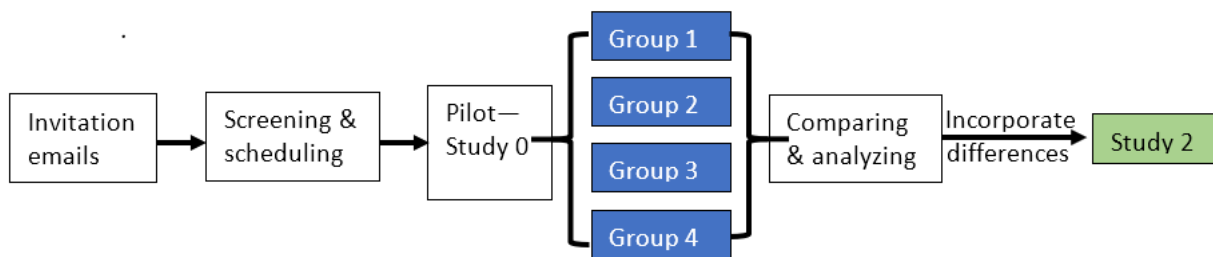 Invitation
emails
Screening &
scheduling
Pilot—
Study 0
Group 1
Group 2
Group 3
Group 4
Comparing
& analyzing
Incorporate
differences
Study 2